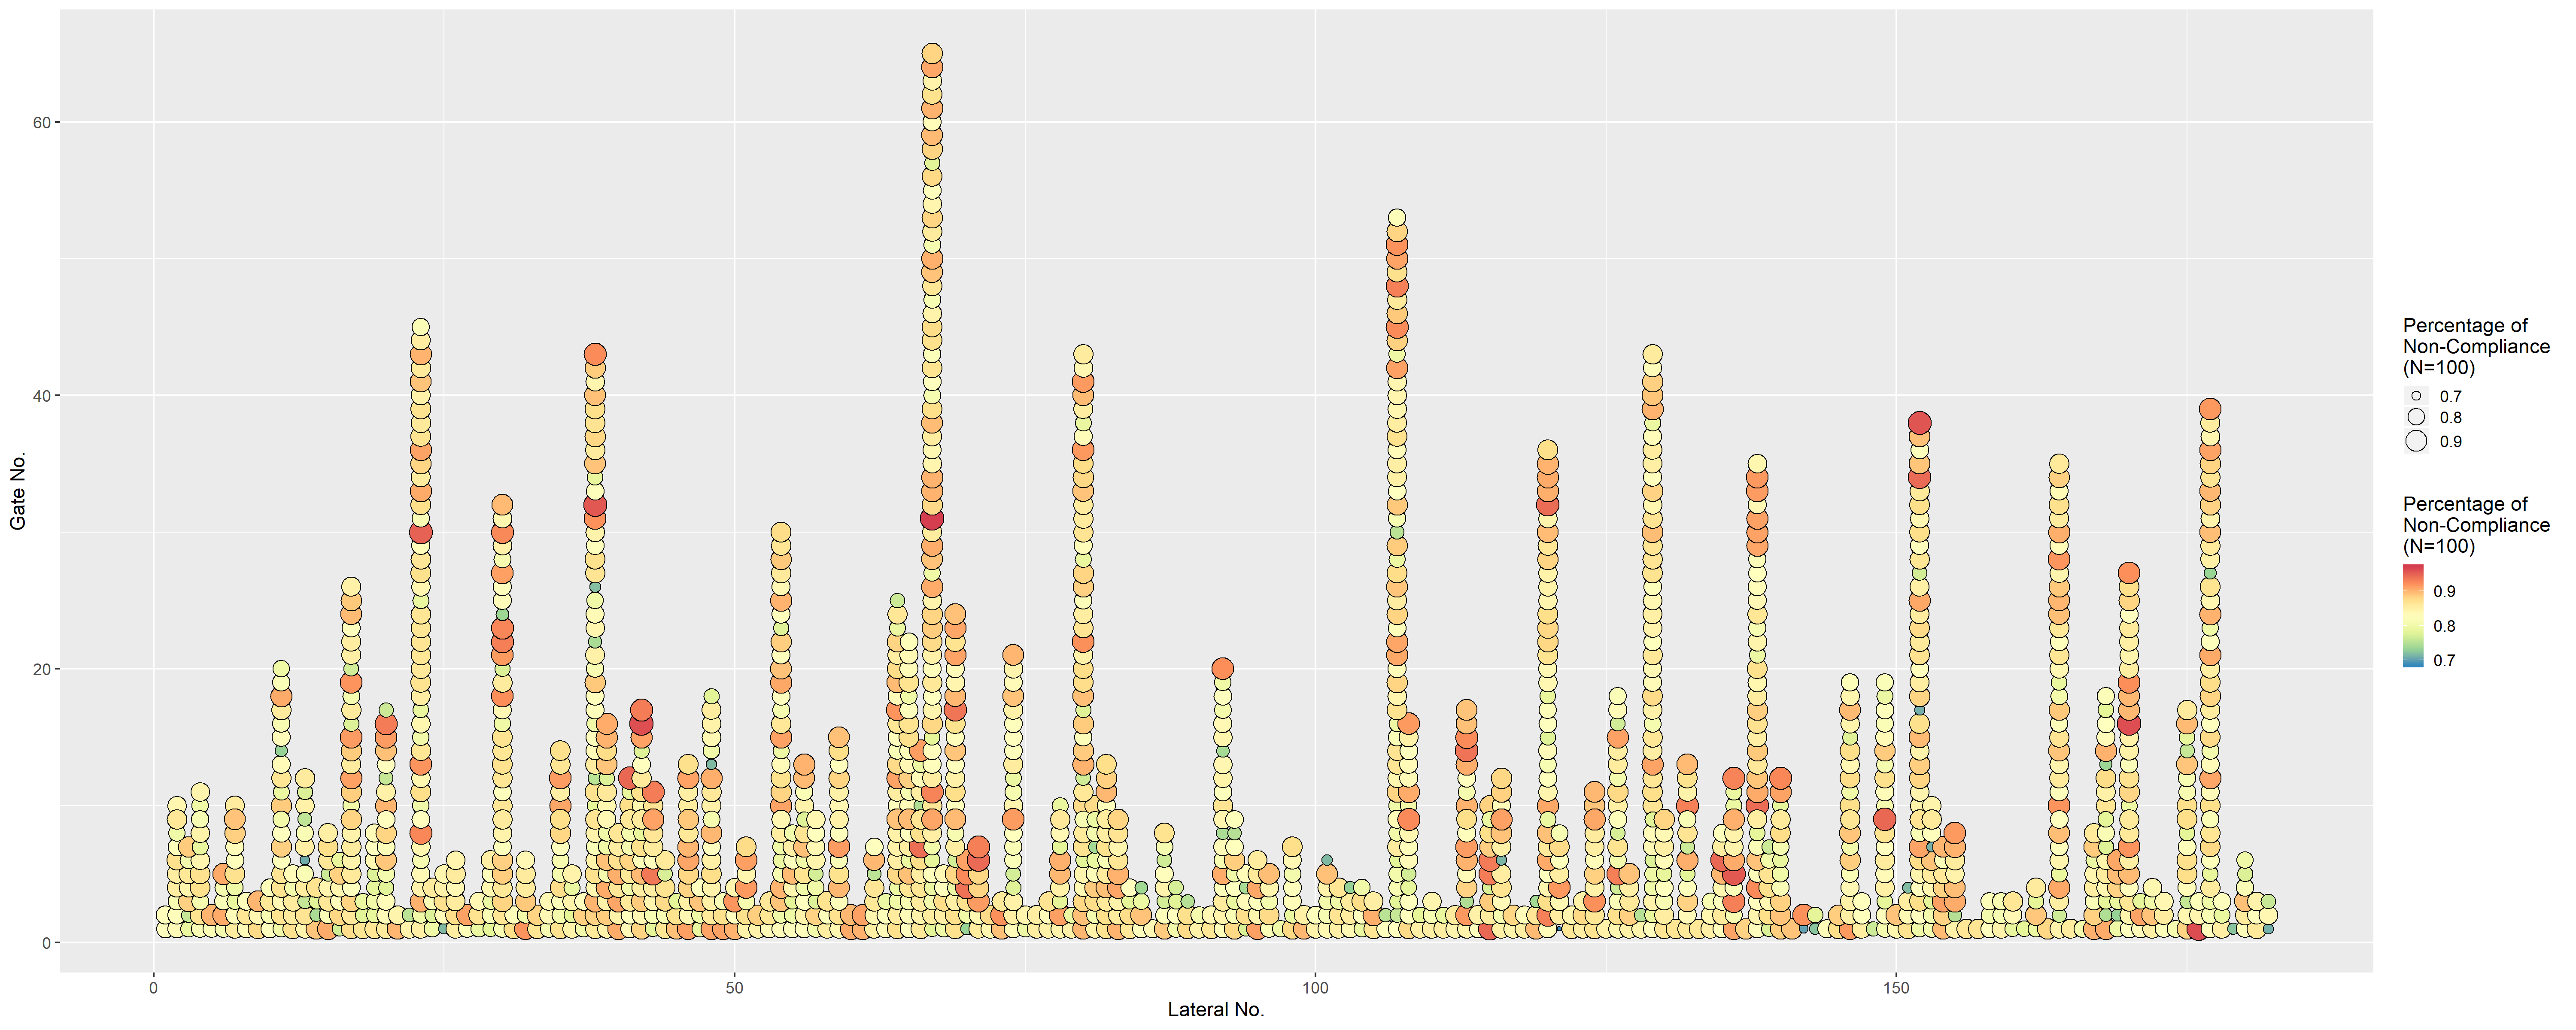 60
40
20
0
Gate No.
0
50
100
150
Lateral No.
Percentage of
Non-Compliance
(N=100)
0.7
0.8
0.9
Percentage of
Non-Compliance
(N=100)
0.9
0.8
0.7